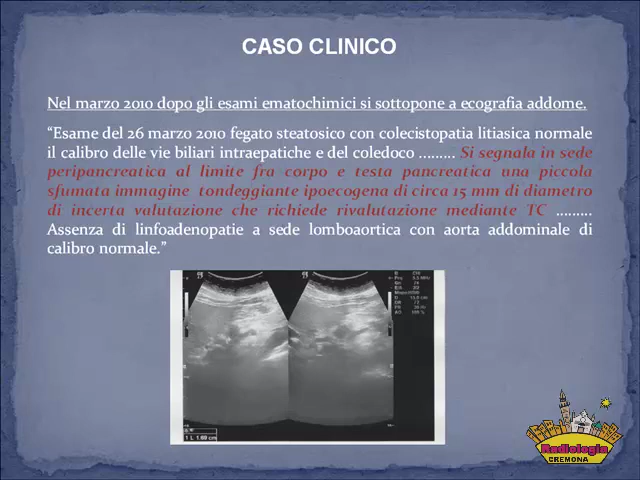 CASO CLINICO
Nel marzo 2010 dopo gli esami ematochimici si sottopone a ecografia addome.
“Esame del 26 marzo 2010 fegato steatosico con colecistopatia litiasica normale
il calibro delle vie biliari intraepatiche e del coledoco ......... Si segnala in sede
peripancreatica al limite fra corpo e testa pancreatica una piccola
sfumata immagine tondeggiante ipoecogena di circa 15 mm di diametro
di incerta valutazione che richiede rivalutazione mediante TC .........
Assenza di linfoadenopatie a sede lomboaortica con aorta addominale di
calibro normale.”
1 L 1.60 cm
Radiologia
CREMONA